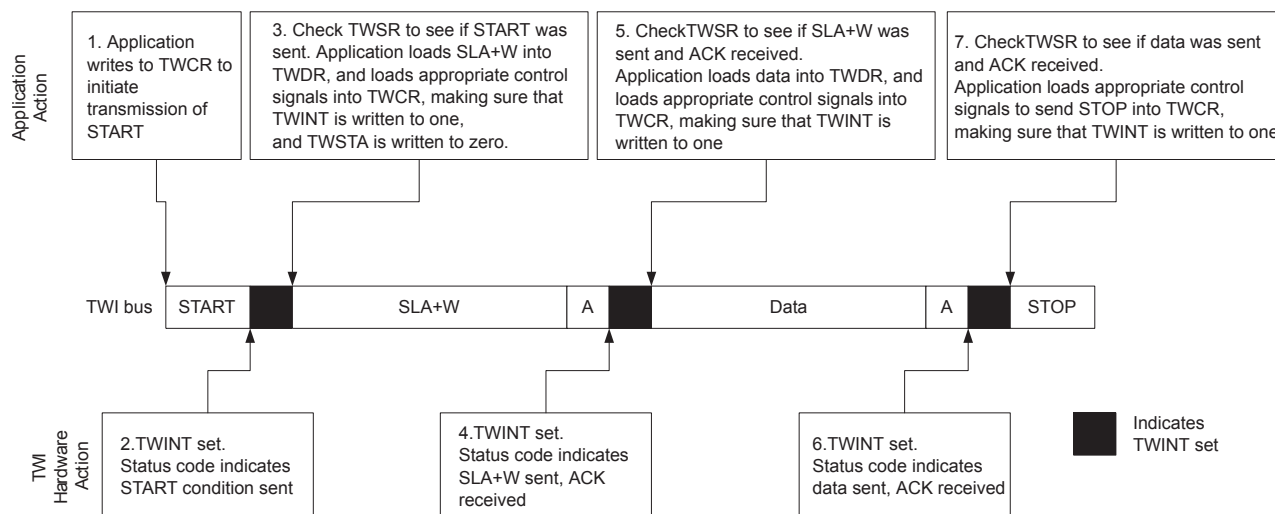 Application
Action
1. Application
writes to TWCR to
initiate
transmission of
START
3. Check TWSR to see if START was
sent. Application loads SLA+W into
TWDR, and loads appropriate control
signals into TWCR, making sure that
TWINT is written to one,
and TWSTA is written to zero.
5. CheckTWSR to see if SLA+W was
sent and ACK received.
Application loads data into TWDR, and
loads appropriate control signals into
TWCR, making sure that TWINT is
written to one
7. CheckTWSR to see if data was sent
and ACK received.
Application loads appropriate control
signals to send STOP into TWCR,
making sure that TWINT is written to one
TWI bus
START
SLA+W
A
Data
A
STOP
TWI
Hardware
Action
2.TWINT set.
Status code indicates
START condition sent
4.TWINT set.
Status code indicates
SLA+W sent, ACK
received
6.TWINT set.
Status code indicates
data sent, ACK received
Indicates
TWINT set